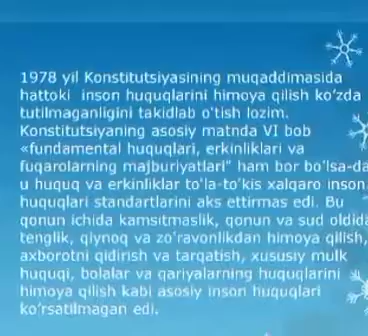 1978 yil Konstitutsiyasining muqaddimasida
hattoki inson huquqlarini himoya qilish ko'zda
tutilmaganligini takidlab o'tish lozim.
Konstitutsiyaning asosiy matnda VI bob
«fundamental huquqlari, erkinliklari va
fuqarolarning majburiyatlari" ham bor bo'lsa-da
u huquq va erkinliklar to'la-to'kis xalqaro inson
huquqlari standartlarini aks ettirmas edi. Bu
qonun ichida kamsitmaslik, qonun va sud oldida
tenglik, qiynoq va zo'ravonlikdan himoya qilish,
axborotni qidirish va tarqatish, xususiy mulk
huquqi, bolalar va qariyalarning huquqlarini
himoya qilish kabi asosiy inson huquqlari
ko'rsatilmagan edi.